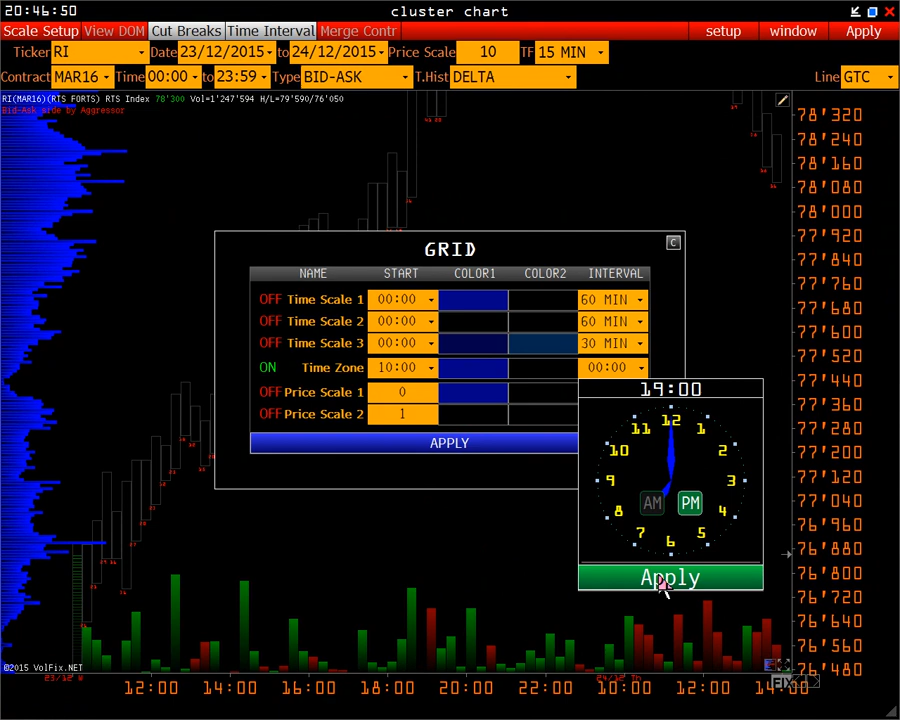 20:46:50 cluster chart
Scale Setup View DOM Cut Breaks Time Interval Merge Contr setup window Apply
Ticker RI Date 23/12/2015 to 24/12/2015 Price Scale 10 TF 15 MIN
Contract MAR16 Time 00:00 to 23:59 Type BID-ASK T.Hist DELTA Line GTC
RI(MAR16)(RTS FORTS) RTS Index 78'300 Vol=1'247'594 H/L=79'590/76'050
Bid-Ask mode by Aggressor
78'320
78'240
78'160
78'080
78'000
77'920
77'840
77'760
77'680
77'600
77'520
77'440
77'360
77'280
77'200
77'120
77'040
76'960
76'880
76'800
76'720
76'640
76'560
76'480
GRID
C
NAME START COLOR1 COLOR2 INTERVAL
OFF Time Scale 1 00:00 60 MIN
OFF Time Scale 2 00:00 60 MIN
OFF Time Scale 3 00:00 30 MIN
ON Time Zone 10:00 00:00
OFF Price Scale 1 0
OFF Price Scale 2 1
APPLY
19:00
12
1
2
3
4
5
6
7
8
9
10
11
AM PM
Apply
©2015 VolFix.NET
23/12 W 24/12 Th
FIX
12:00 14:00 16:00 18:00 20:00 22:00 10:00 12:00 14:00